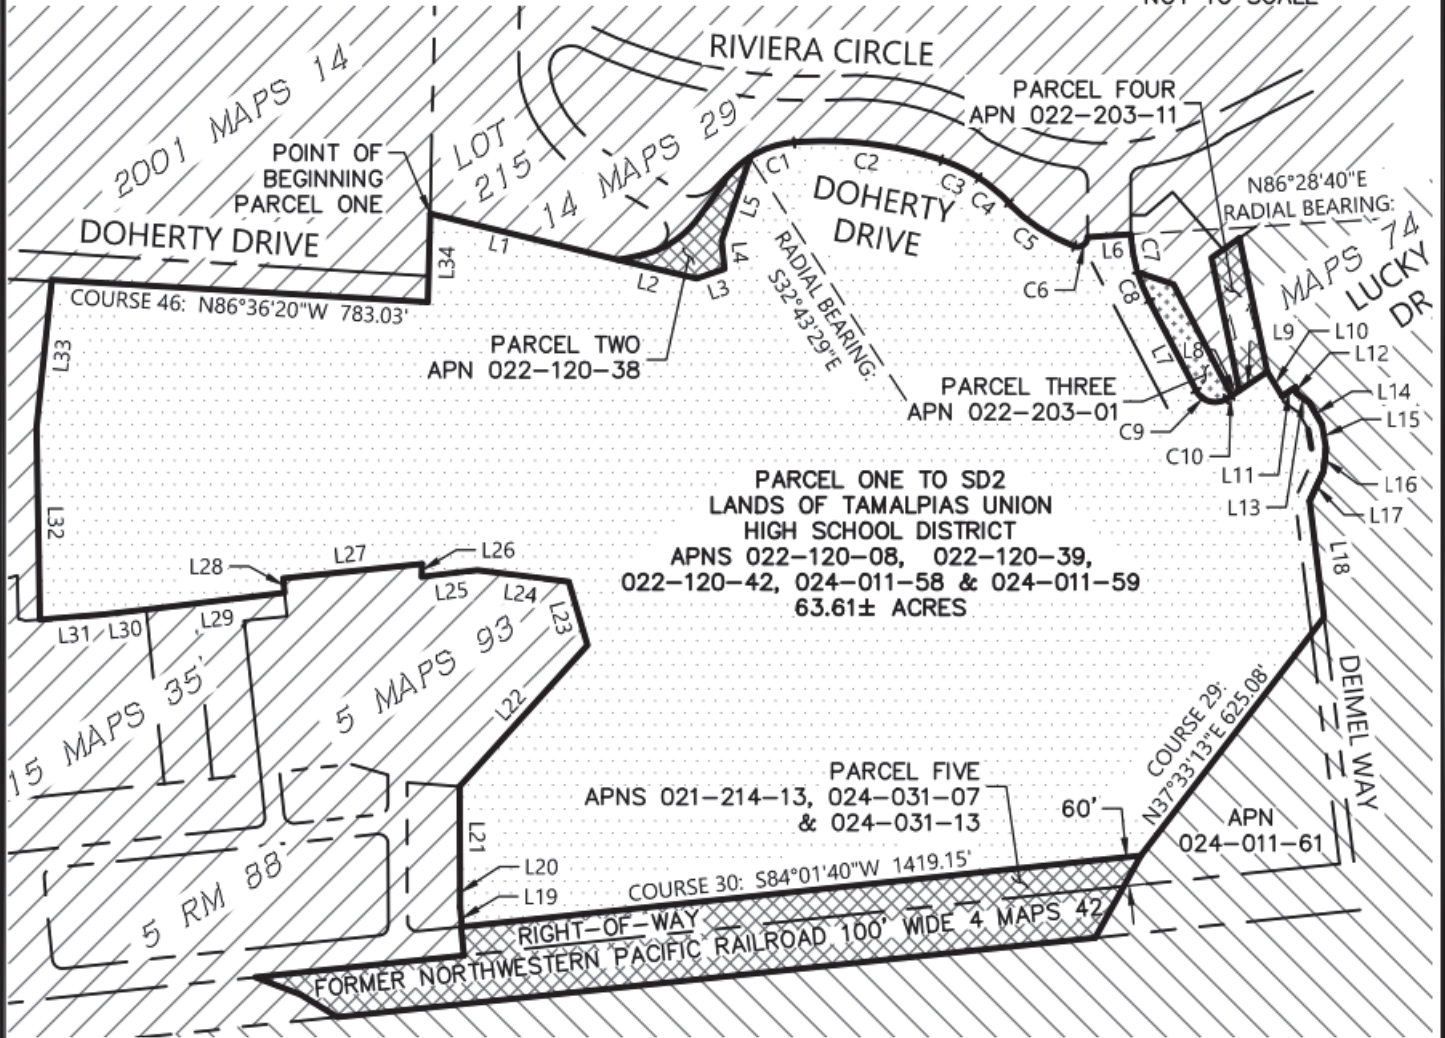 NOT TO SCALE
RIVIERA CIRCLE
2001 MAPS 14
PARCEL FOUR
APN 022-203-11
LOT
215
14 MAPS 29
POINT OF
BEGINNING
PARCEL ONE
C1
C2
C3
C4
C5
DOHERTY
DRIVE
N86°28'40"E
RADIAL BEARING:
DOHERTY DRIVE
L34
L1
L2
L3
L4
L5
L6
C7
C6
C8
MAPS 74
LUCKY
DR
COURSE 46: N86°36'20"W 783.03'
RADIAL BEARING:
S32°43'29"E
L33
PARCEL TWO
APN 022-120-38
L7
L8
L9
L10
L12
PARCEL THREE
APN 022-203-01
L14
L15
C9
C10
L11
L13
L16
L17
PARCEL ONE TO SD2
LANDS OF TAMALPIAS UNION
HIGH SCHOOL DISTRICT
APNS 022-120-08, 022-120-39,
022-120-42, 024-011-58 & 024-011-59
63.61± ACRES
L32
L18
L28
L27
L26
L31
L30
L29
L25
L24
L23
15 MAPS 35'
5 MAPS 93
L22
COURSE 29:
N37°33'13"E 625.08'
DEIMEL WAY
PARCEL FIVE
APNS 021-214-13, 024-031-07
& 024-031-13
60'
APN
024-011-61
L21
L20
L19
COURSE 30: S84°01'40"W 1419.15'
5 RM 88'
RIGHT-OF-WAY
FORMER NORTHWESTERN PACIFIC RAILROAD 100' WIDE 4 MAPS 42